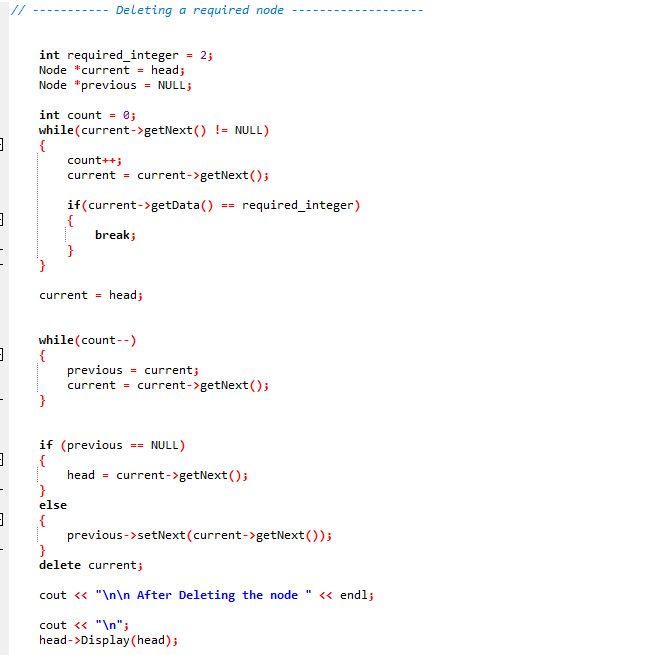 // ----------- Deleting a required node -------------------
int required_integer = 2;
Node *current = head;
Node *previous = NULL;
int count = 0;
while(current->getNext() != NULL)
{
count++;
current = current->getNext();
if(current->getData() == required_integer)
{
break;
}
}
current = head;
while(count--)
{
previous = current;
current = current->getNext();
}
if (previous == NULL)
{
head = current->getNext();
}
else
{
previous->setNext(current->getNext());
}
delete current;
cout << "\n\n After Deleting the node " << endl;
cout << "\n";
head->Display(head);